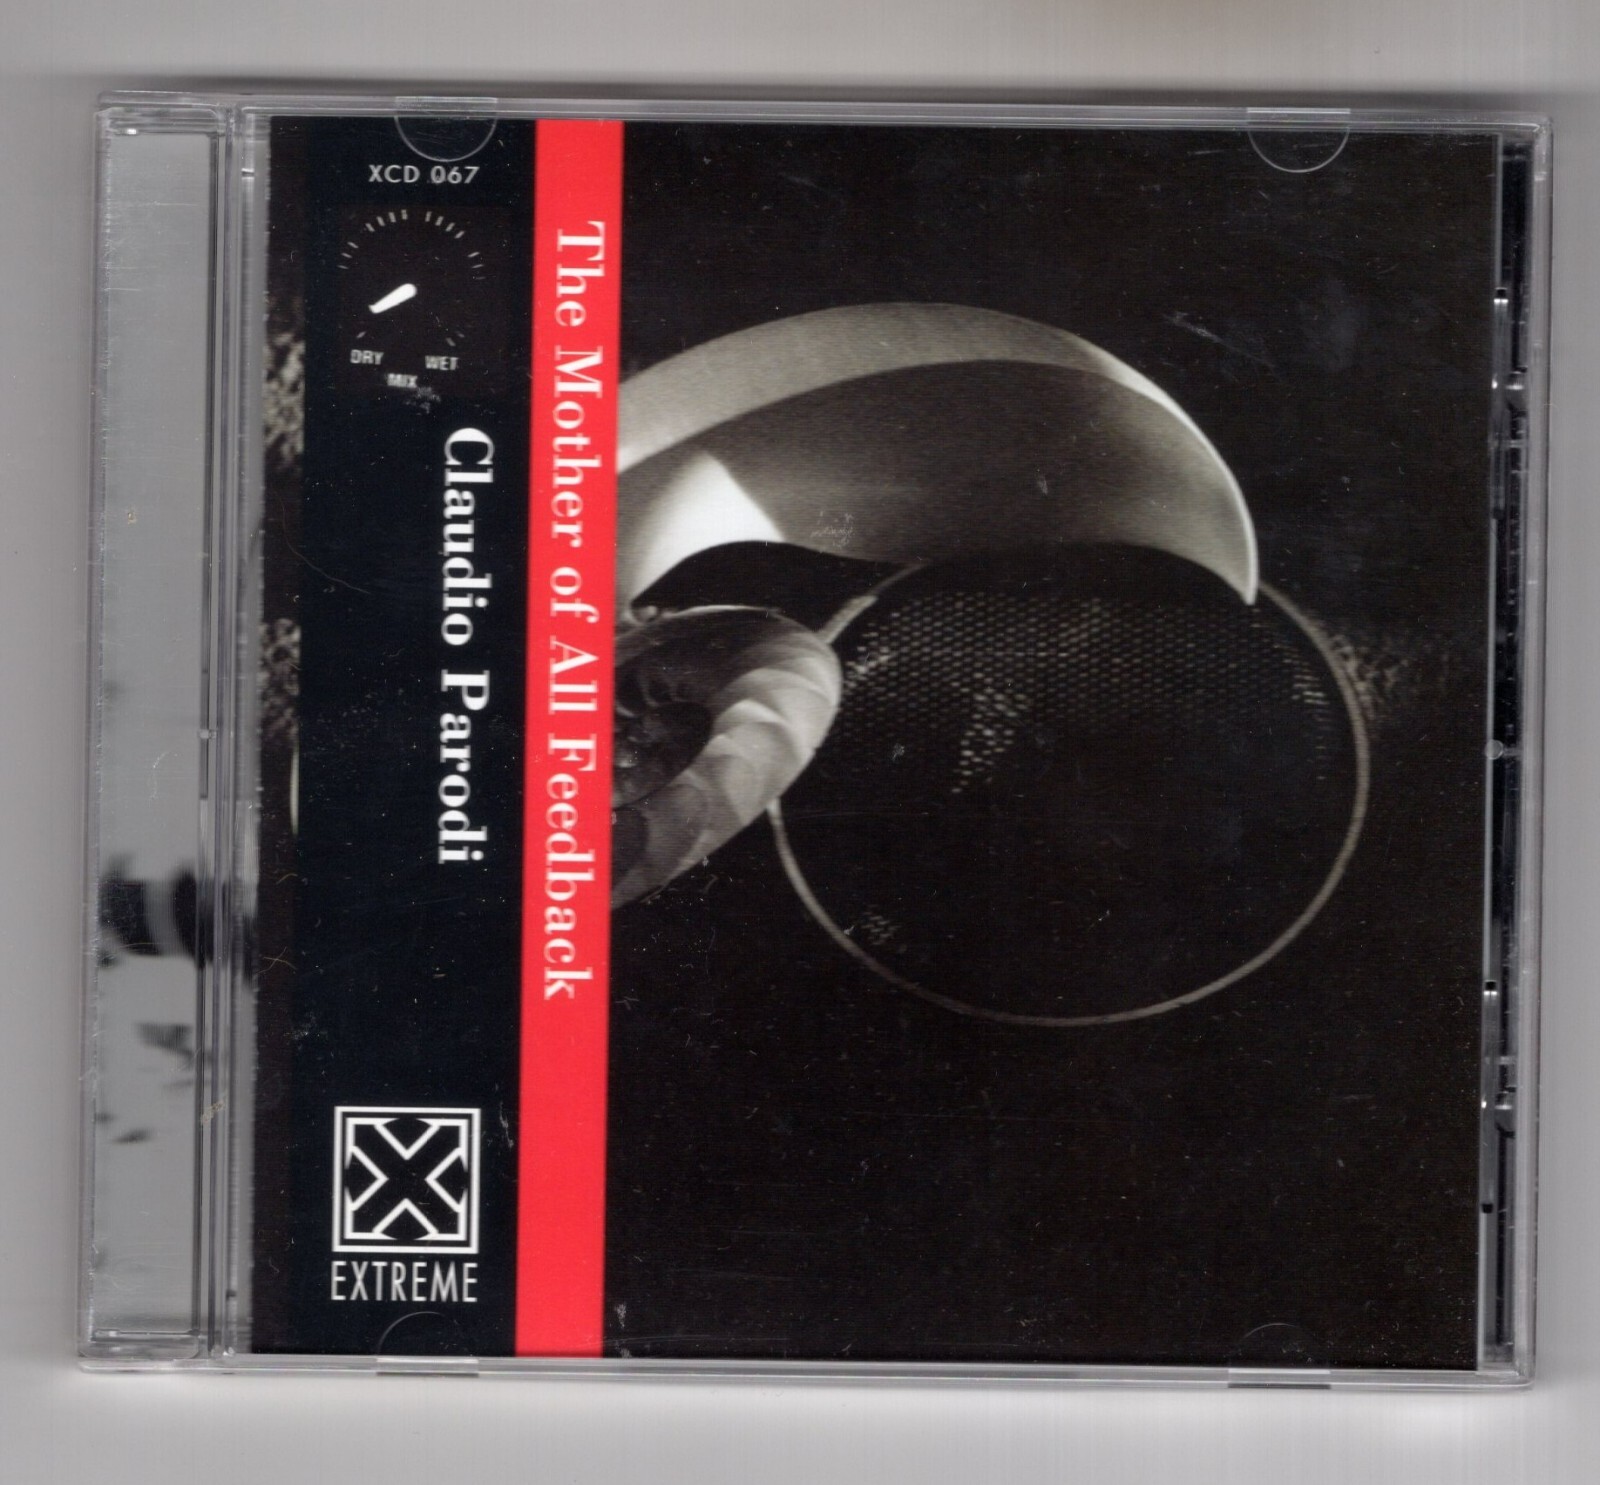 XCD 067
DRY
WET
MIX
Claudio Parodi
The Mother of All Feedback
EXTREME